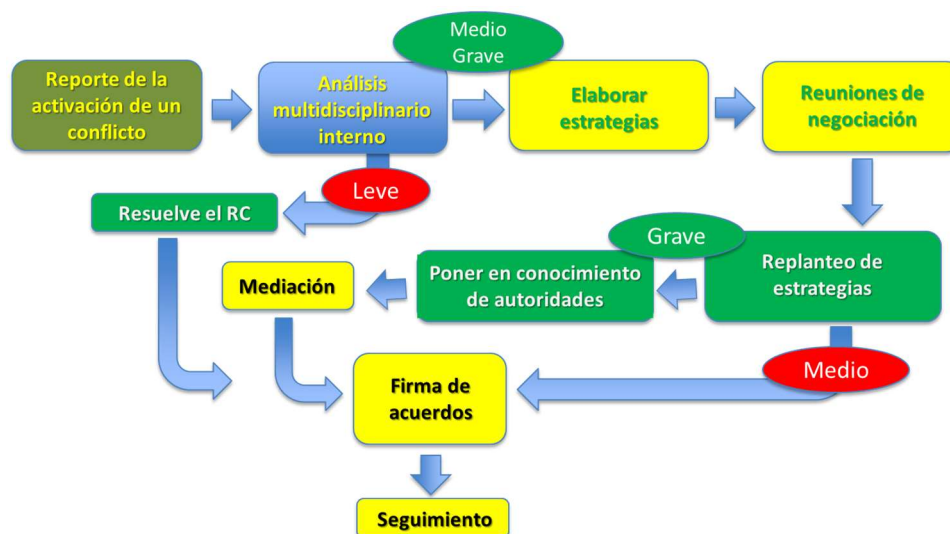 Medio
Grave
Reporte de la
activación de un
conflicto
Análisis
multidisciplinario
interno
Elaborar
estrategias
Reuniones de
negociación
Leve
Resuelve el RC
Grave
Replanteo de
estrategias
Poner en conocimiento
de autoridades
Mediación
Medio
Firma de
acuerdos
Seguimiento